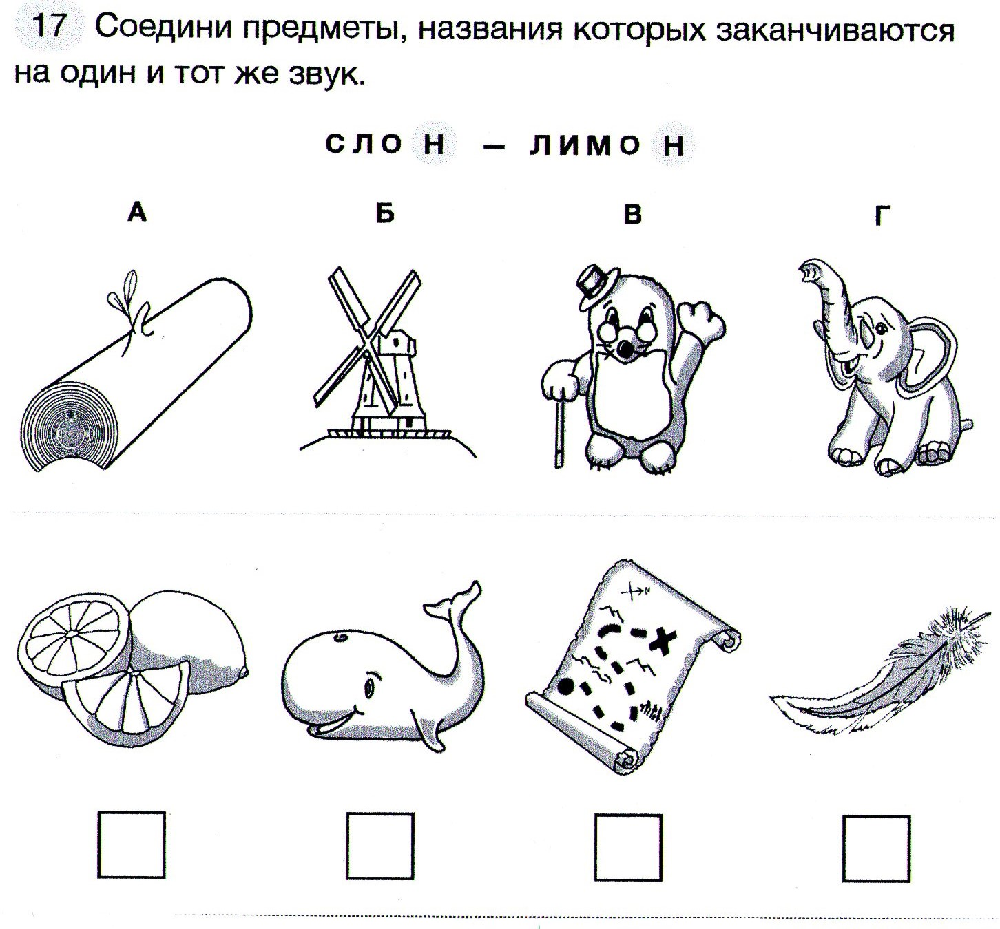 17 Соедини предметы, названия которых заканчиваются
на один и тот же звук.
СЛОН – ЛИМОН
А Б В Г
N